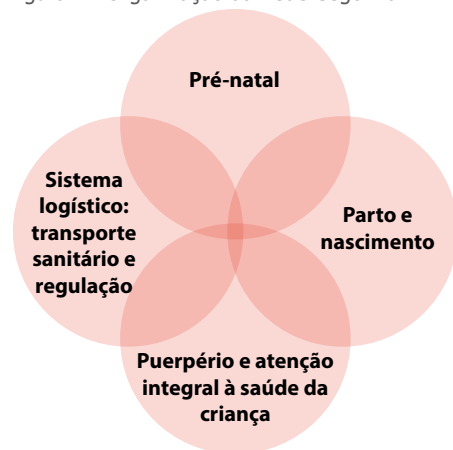 Pré-natal
Sistema
logístico:
transporte
sanitário e
regulação
Parto e
nascimento
Puerpério e atenção
integral à saúde da
criança